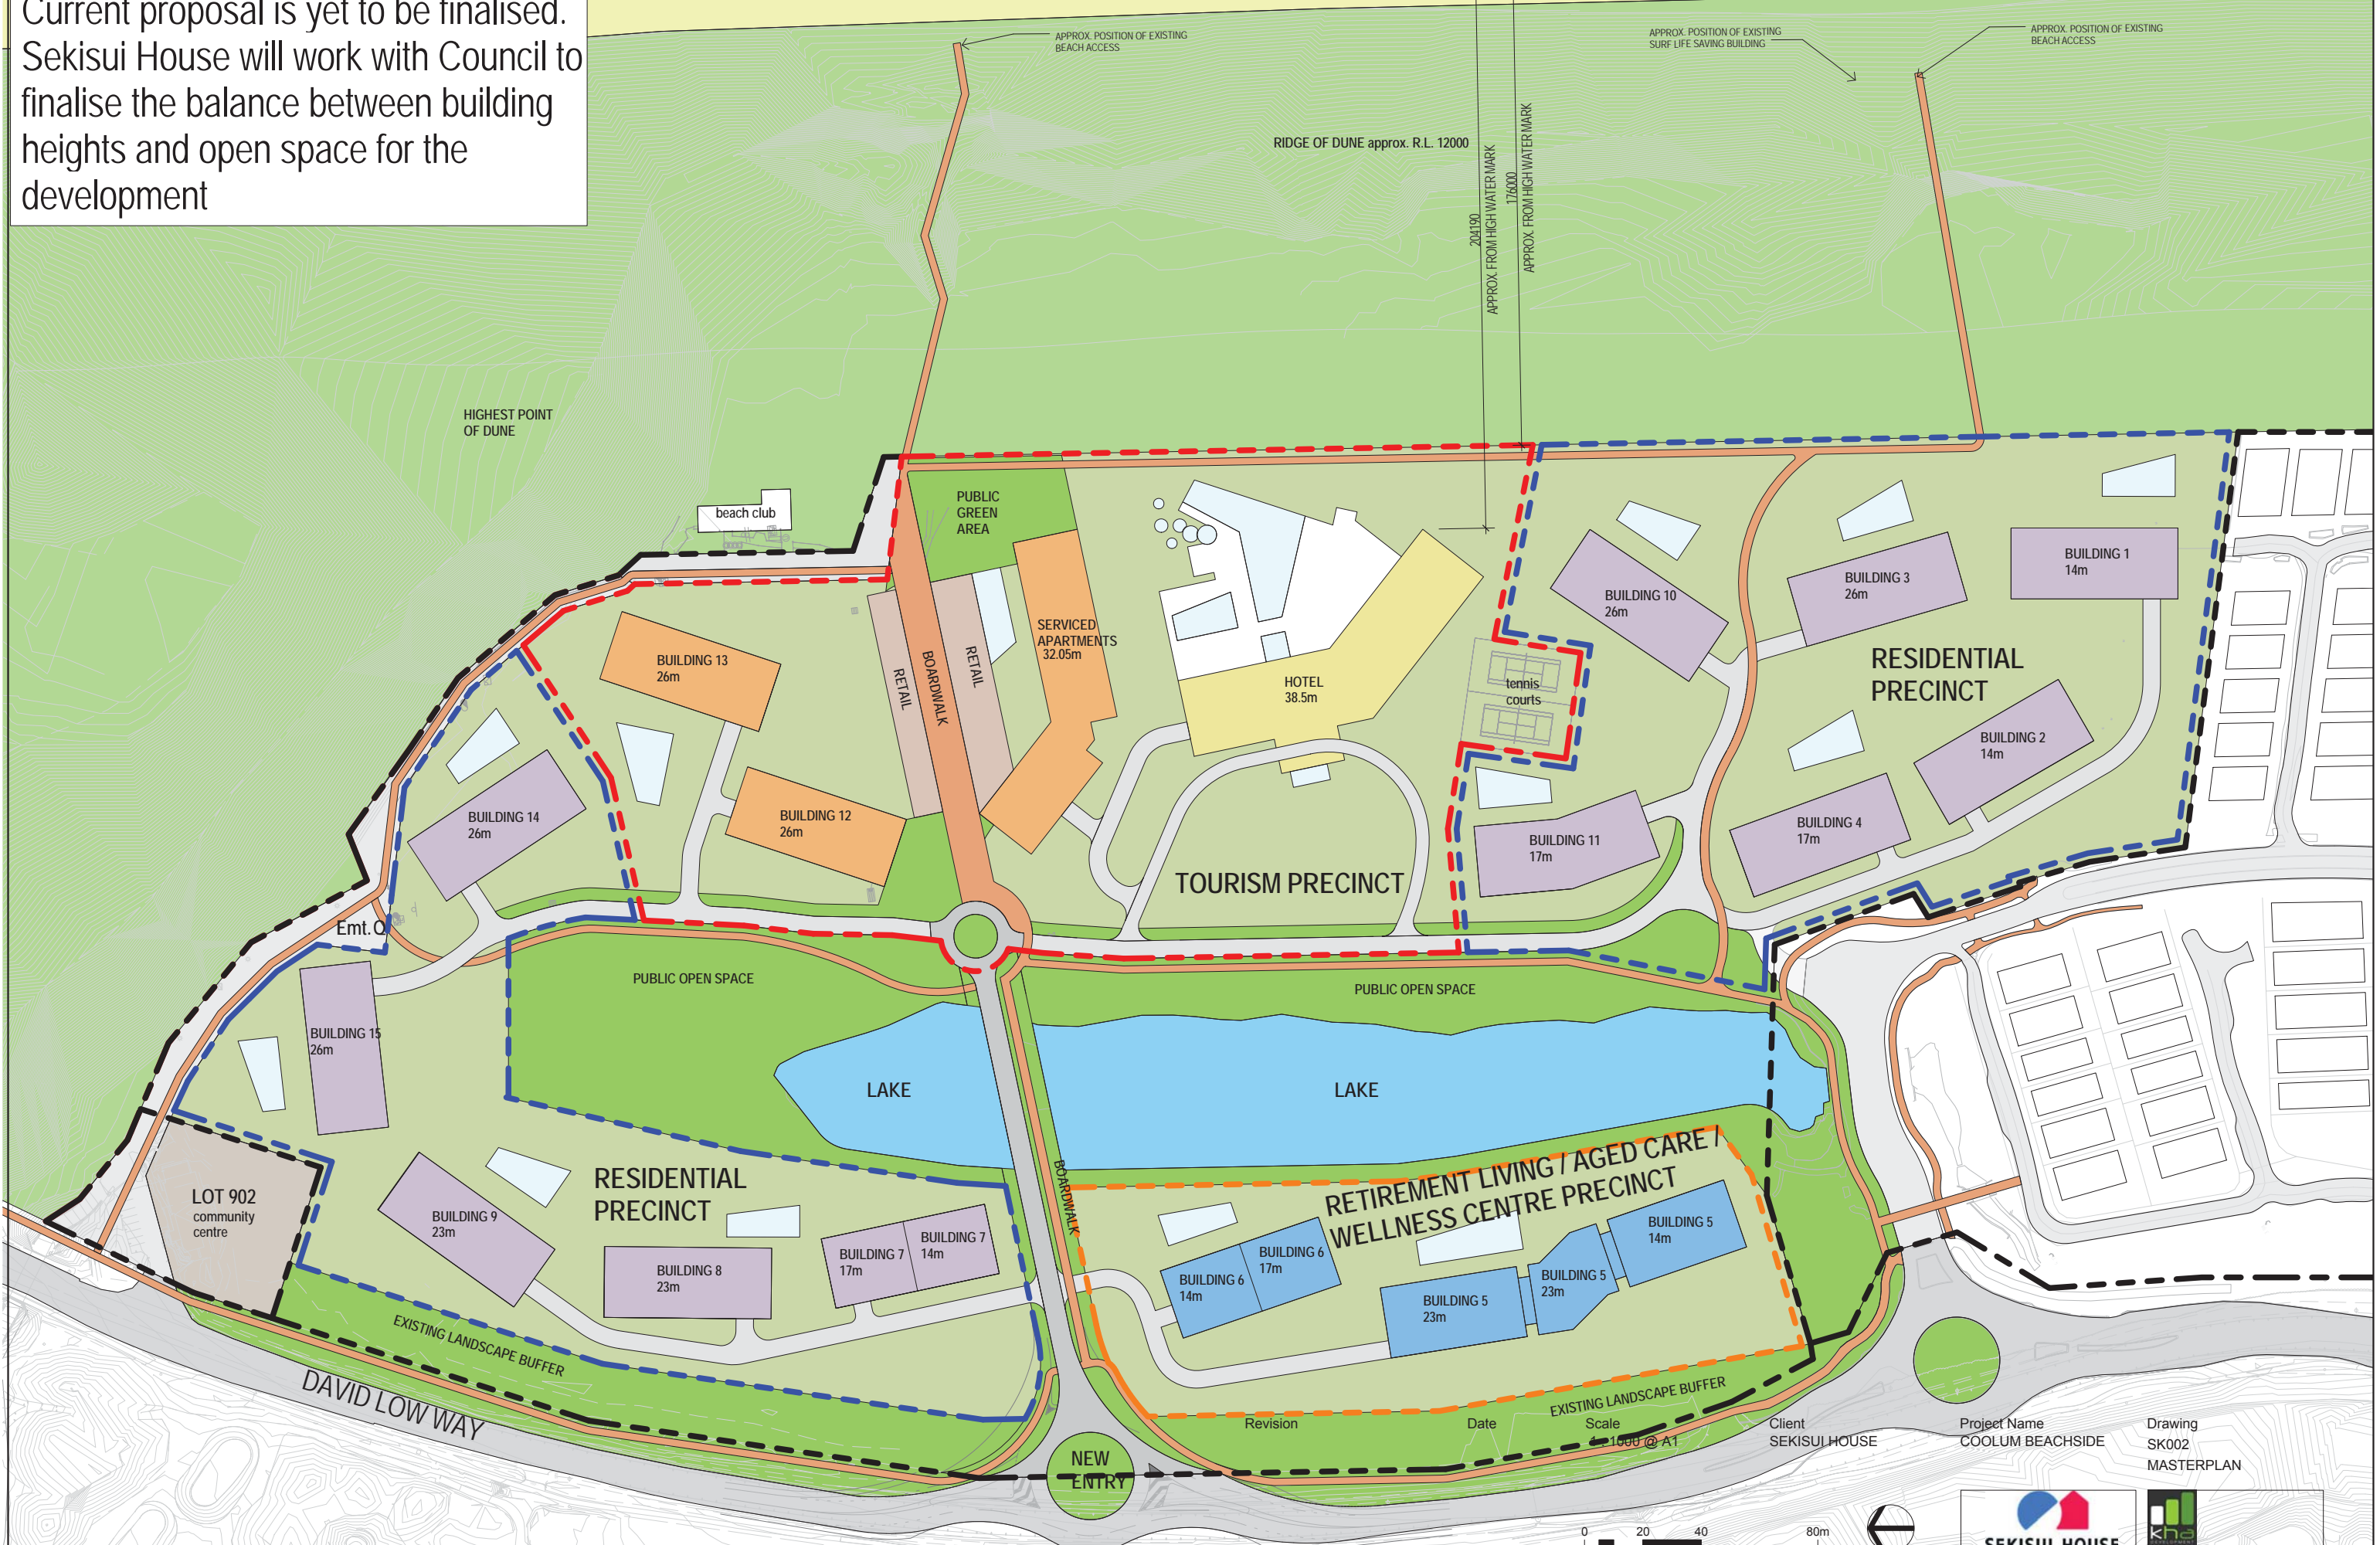 Current proposal is yet to be finalised.
Sekisui House will work with Council to
finalise the balance between building
heights and open space for the
development
APPROX. POSITION OF EXISTING
BEACH ACCESS
APPROX. POSITION OF EXISTING
SURF LIFE SAVING BUILDING
APPROX. POSITION OF EXISTING
BEACH ACCESS
RIDGE OF DUNE approx. R.L. 12000
204190
APPROX. FROM HIGH WATER MARK
176000
APPROX. FROM HIGH WATER MARK
HIGHEST POINT
OF DUNE
beach club
PUBLIC
GREEN
AREA
BUILDING 13
26m
RETAIL
BOARDWALK
RETAIL
SERVICED
APARTMENTS
32.05m
HOTEL
38.5m
tennis
courts
BUILDING 10
26m
BUILDING 3
26m
BUILDING 1
14m
RESIDENTIAL
PRECINCT
BUILDING 2
14m
BUILDING 4
17m
BUILDING 11
17m
BUILDING 14
26m
BUILDING 12
26m
TOURISM PRECINCT
Emt.Q
BUILDING 15
26m
PUBLIC OPEN SPACE
PUBLIC OPEN SPACE
LAKE
LAKE
LOT 902
community
centre
RESIDENTIAL
PRECINCT
BUILDING 9
23m
BUILDING 8
23m
BUILDING 7
17m
BUILDING 7
14m
BOARDWALK
RETIREMENT LIVING / AGED CARE /
WELLNESS CENTRE PRECINCT
BUILDING 6
14m
BUILDING 6
17m
BUILDING 5
23m
BUILDING 5
23m
BUILDING 5
14m
EXISTING LANDSCAPE BUFFER
EXISTING LANDSCAPE BUFFER
DAVID LOW WAY
NEW
ENTRY
Revision
Date
Scale
1 : 1000 @ A1
Client
SEKISUI HOUSE
Project Name
COOLUM BEACHSIDE
Drawing
SK002
MASTERPLAN
0 20 40 80m
SEKISUI HOUSE
kha